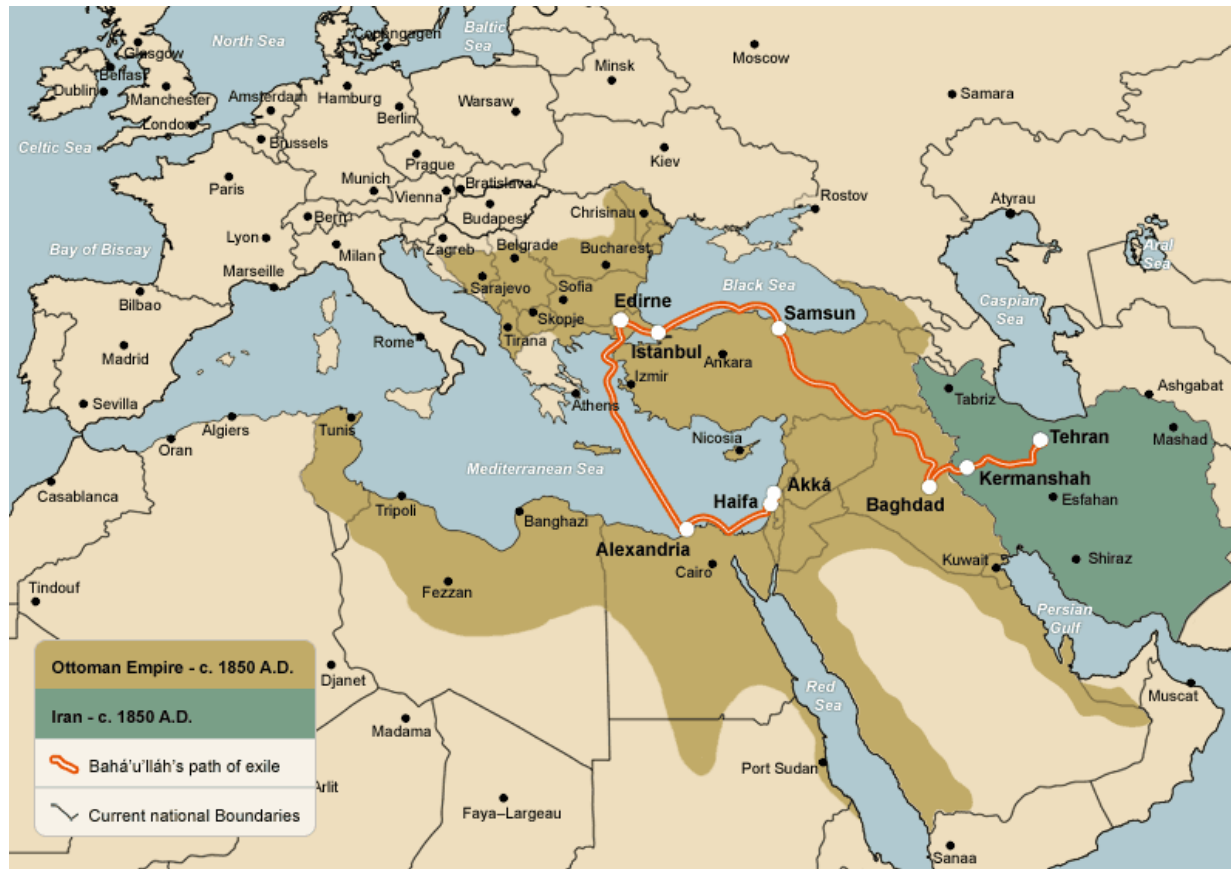 North Sea
Baltic
Sea
Copengagen
Glasgow
Belfast
Dublin
Manchester
London
Celtic Sea
Amsterdam
Hamburg
Berlin
Brussels
Warsaw
Minsk
Moscow
Samara
Kiev
Paris
Prague
Munich
Vienna
Bratislava
Budapest
Bern
Chrisinau
Rostov
Atyrau
Aral
Sea
Bay of Biscay
Lyon
Milan
Zagreb
Belgrade
Bucharest
Marseille
Bilbao
Sarajevo
Sofia
Black Sea
Caspian
Sea
Edirne
Samsun
Skopje
Tirana
Istanbul
Ankara
Rome
Madrid
Izmir
Athens
Sevilla
Tabriz
Ashgabat
Mashad
Tehran
Algiers
Oran
Tunis
Nicosia
Mediterranean Sea
Kermanshah
Akká
Haifa
Baghdad
Esfahan
Casablanca
Tripoli
Banghazi
Alexandria
Cairo
Kuwait
Shiraz
Tindouf
Fezzan
Persian
Gulf
Red
Sea
Muscat
Djanet
Madama
Arlit
Port Sudan
Faya–Largeau
Sanaa
Ottoman Empire - c. 1850 A.D.
Iran - c. 1850 A.D.
Bahá'u'lláh's path of exile
Current national Boundaries